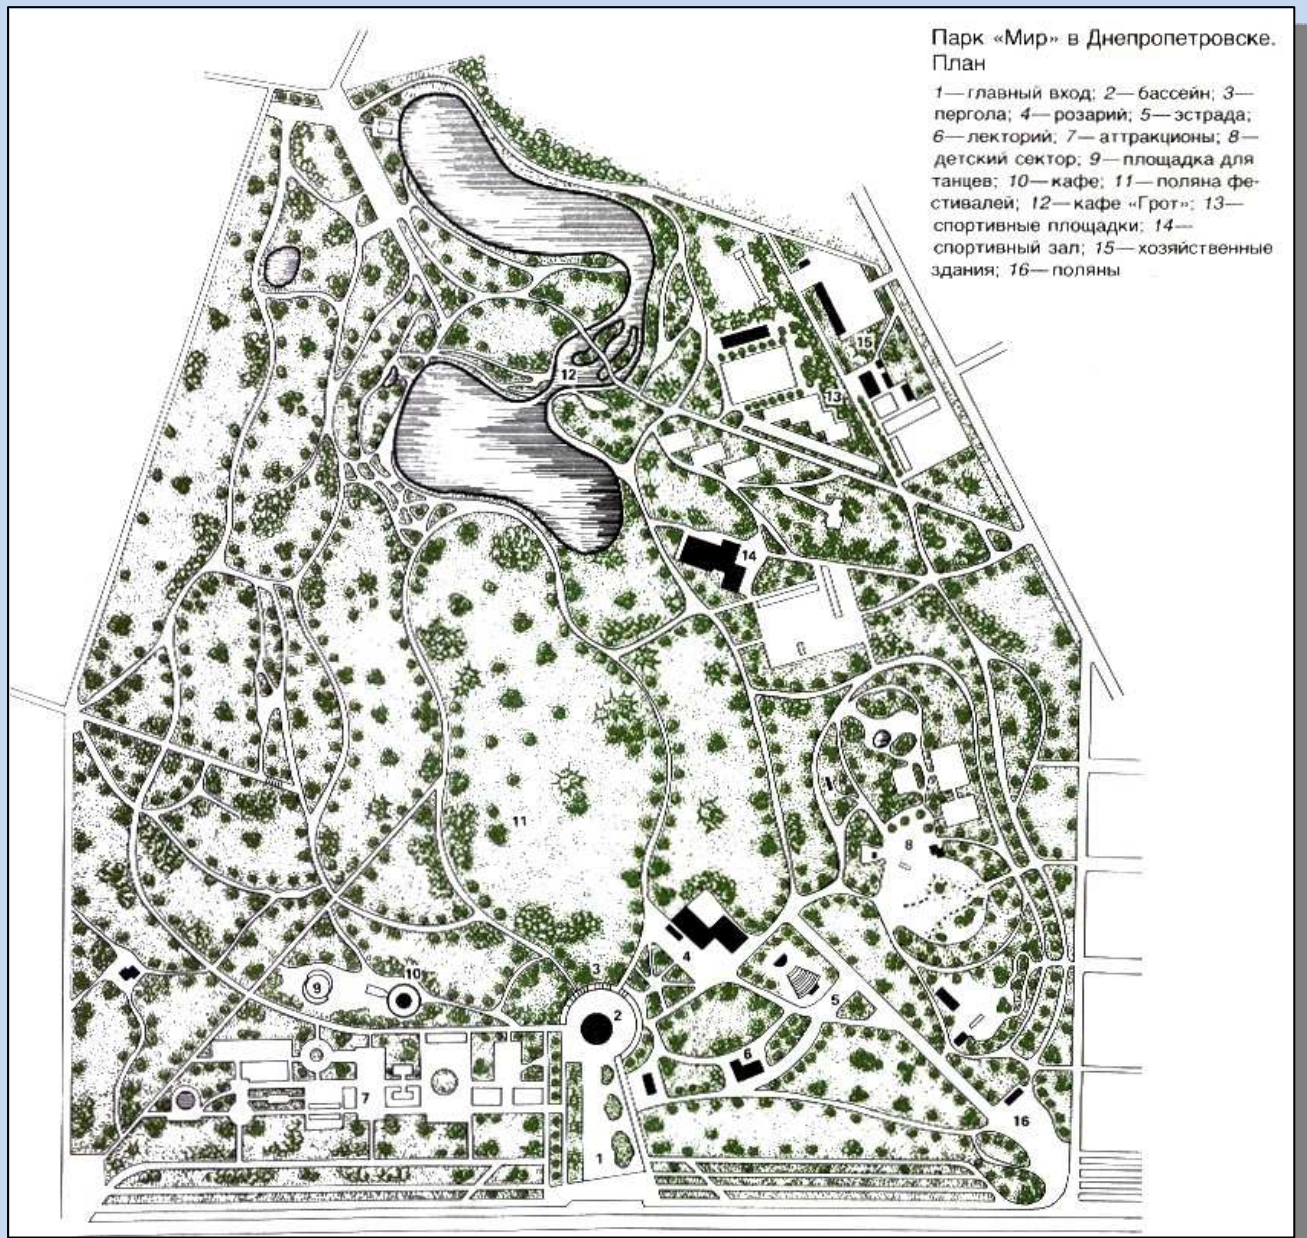 Парк «Мир» в Днепропетровске.
План
1—главный вход; 2—бассейн; 3—
пергола; 4—розарий; 5—эстрада;
6—лекторий; 7—аттракционы; 8—
детский сектор; 9—площадка для
танцев; 10—кафе; 11—поляна фе-
стивалей; 12—кафе «Грот»; 13—
спортивные площадки; 14—
спортивный зал; 15—хозяйственные
здания; 16—поляны
15
12
13
14
11
8
4
3
10
9
2
5
6
7
16
1